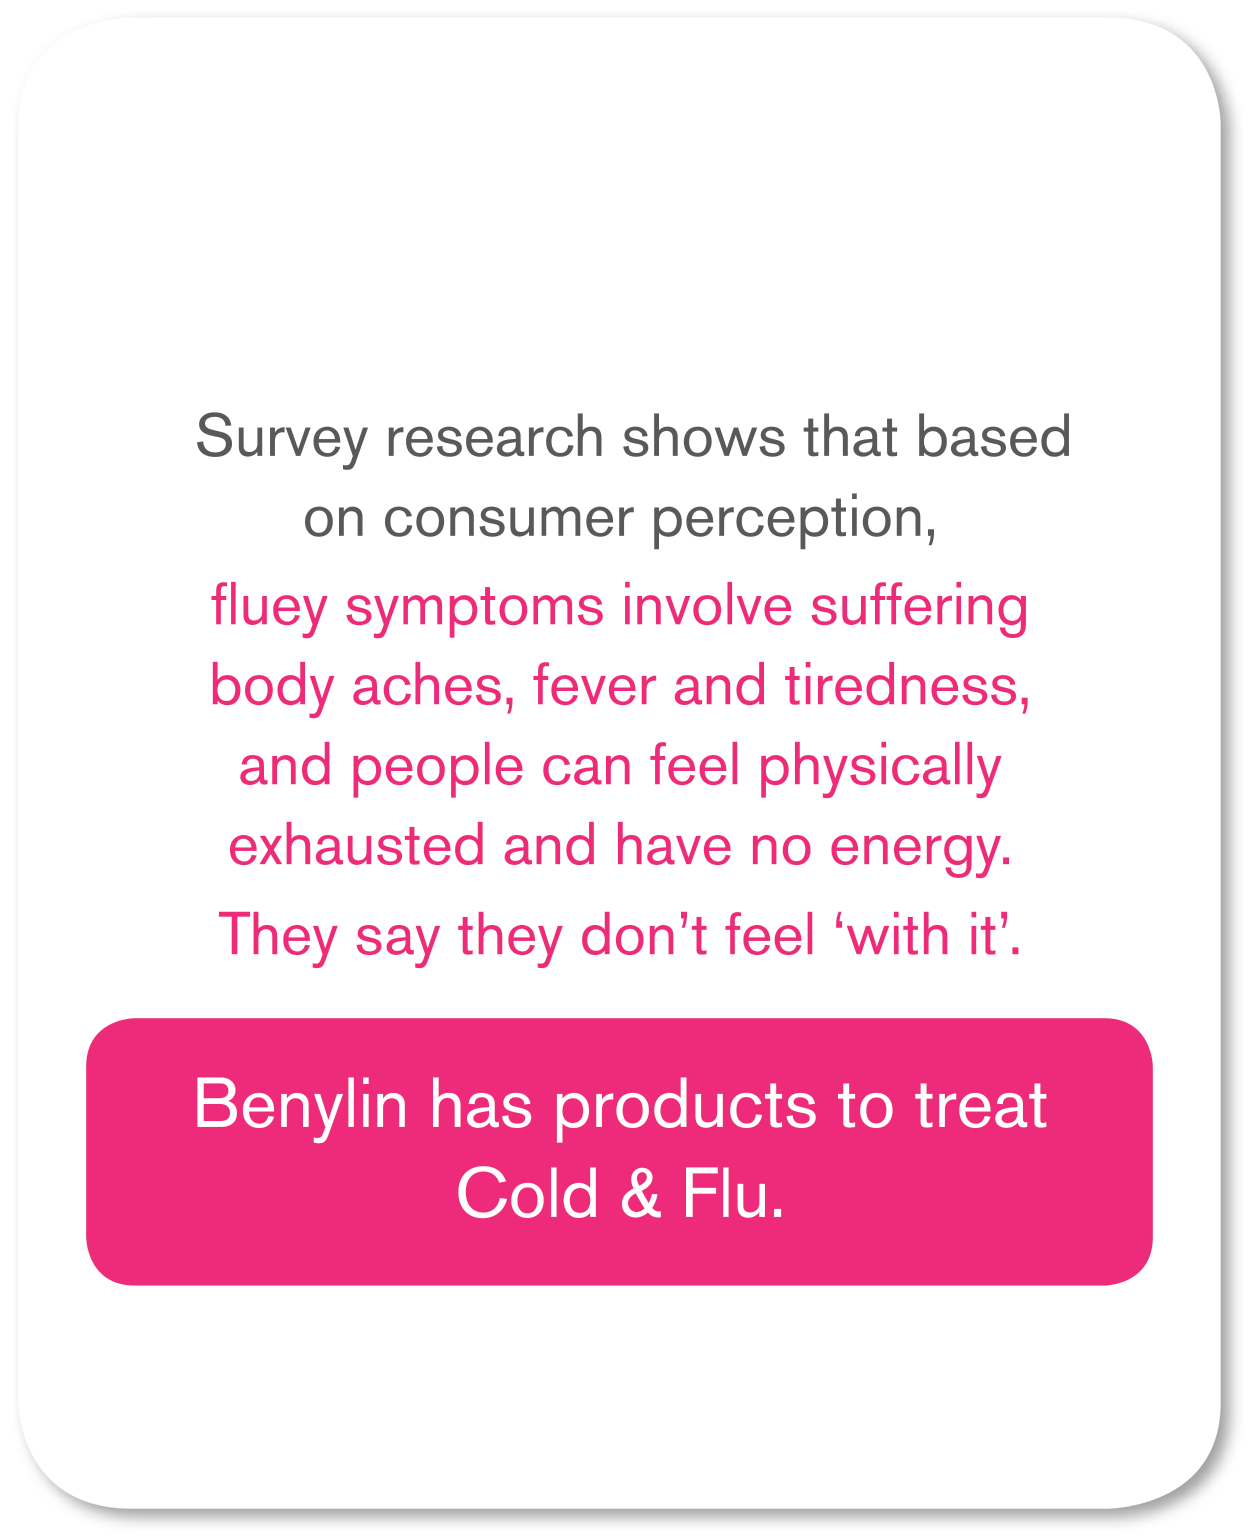 Survey research shows that based
on consumer perception,
fluey symptoms involve suffering
body aches, fever and tiredness,
and people can feel physically
exhausted and have no energy.
They say they don’t feel ‘with it’.
Benylin has products to treat
Cold & Flu.